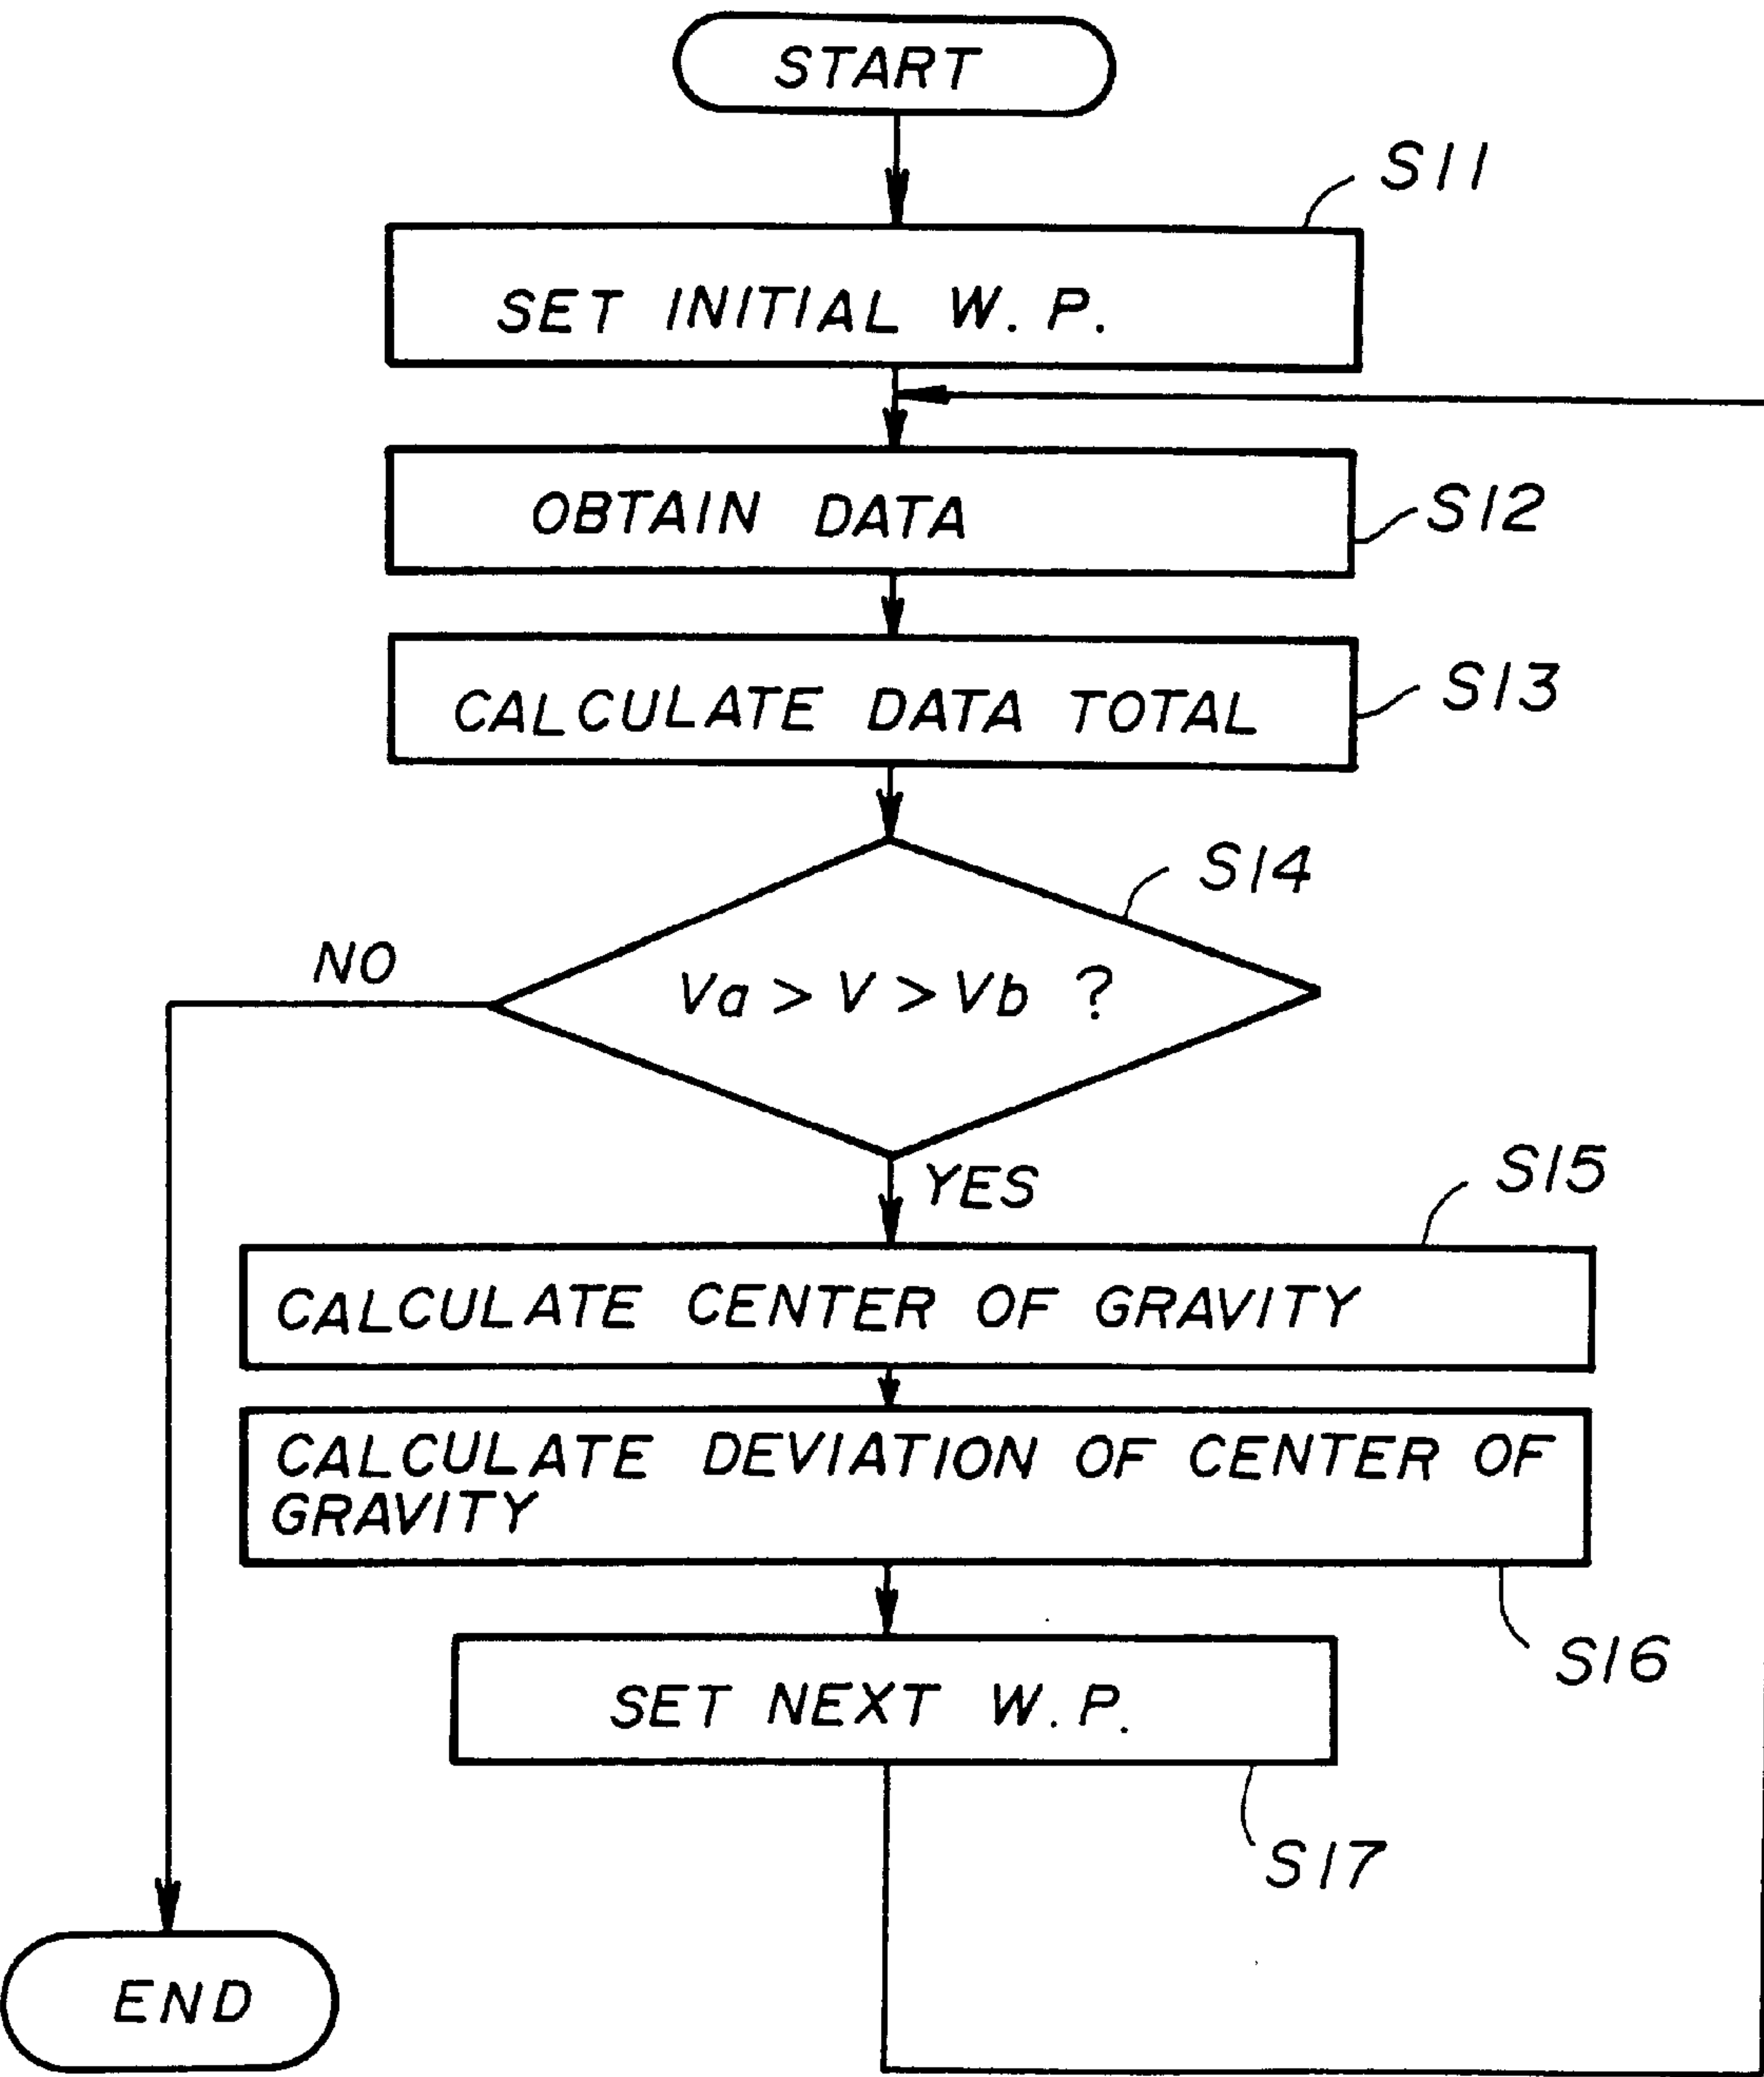 START
S11
SET INITIAL W. P.
OBTAIN DATA
S12
CALCULATE DATA TOTAL
S13
S14
NO
Va > V > Vb ?
YES
S15
CALCULATE CENTER OF GRAVITY
CALCULATE DEVIATION OF CENTER OF
GRAVITY
S16
SET NEXT W. P.
S17
END